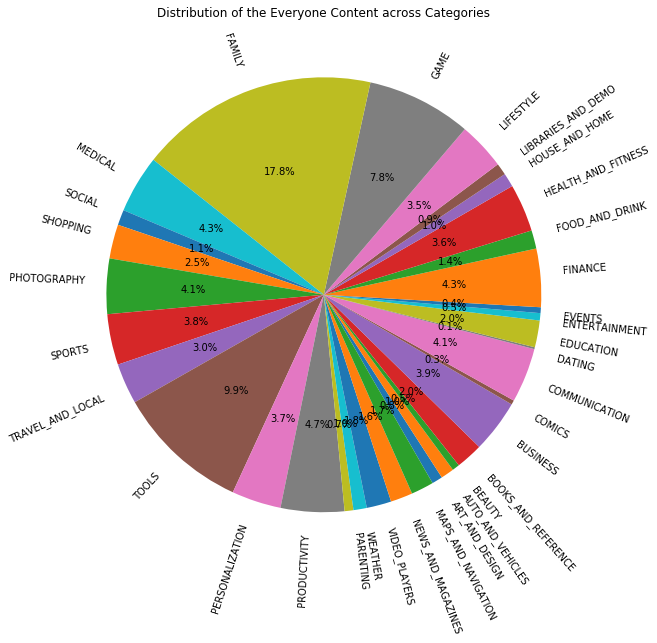 Distribution of the Everyone Content across Categories
FAMILY
17.8%
GAME
7.8%
LIFESTYLE
3.5%
LIBRARIES_AND_DEMO
0.9%
HOUSE_AND_HOME
1.0%
HEALTH_AND_FITNESS
3.6%
FOOD_AND_DRINK
1.4%
FINANCE
4.3%
EVENTS
0.4%
ENTERTAINMENT
EDUCATION
2.0%
DATING
0.1%
COMMUNICATION
4.1%
COMICS
0.3%
BUSINESS
3.9%
BOOKS_AND_REFERENCE
2.0%
BEAUTY
AUTO_AND_VEHICLES
ART_AND_DESIGN
MAPS_AND_NAVIGATION
NEWS_AND_MAGAZINES
1.6%
VIDEO_PLAYERS
1.8%
WEATHER
PARENTING
PRODUCTIVITY
4.7%
PERSONALIZATION
3.7%
TOOLS
9.9%
TRAVEL_AND_LOCAL
3.0%
SPORTS
3.8%
PHOTOGRAPHY
4.1%
SHOPPING
2.5%
SOCIAL
1.1%
MEDICAL
4.3%